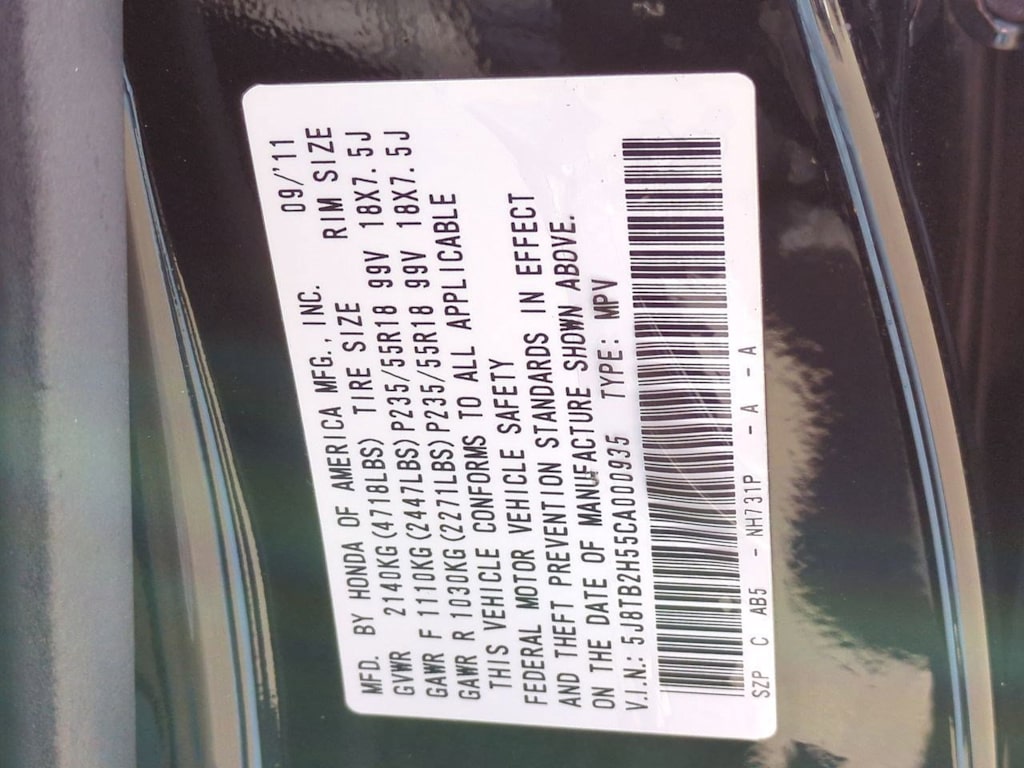 MFD. BY HONDA OF AMERICA MFG., INC. 09/'11
GVWR 2140KG(4718LBS) TIRE SIZE RIM SIZE
GAWR F 1110KG(2447LBS)P235/55R18 99V 18X7.5J
GAWR R 1030KG(2271LBS)P235/55R18 99V 18X7.5J
THIS VEHICLE CONFORMS TO ALL APPLICABLE
FEDERAL MOTOR VEHICLE SAFETY
AND THEFT PREVENTION STANDARDS IN EFFECT
ON THE DATE OF MANUFACTURE SHOWN ABOVE.
V.I.N.: 5J8TB2H55CA000935 TYPE: MPV
SZP C AB5 - NH731P - A - A